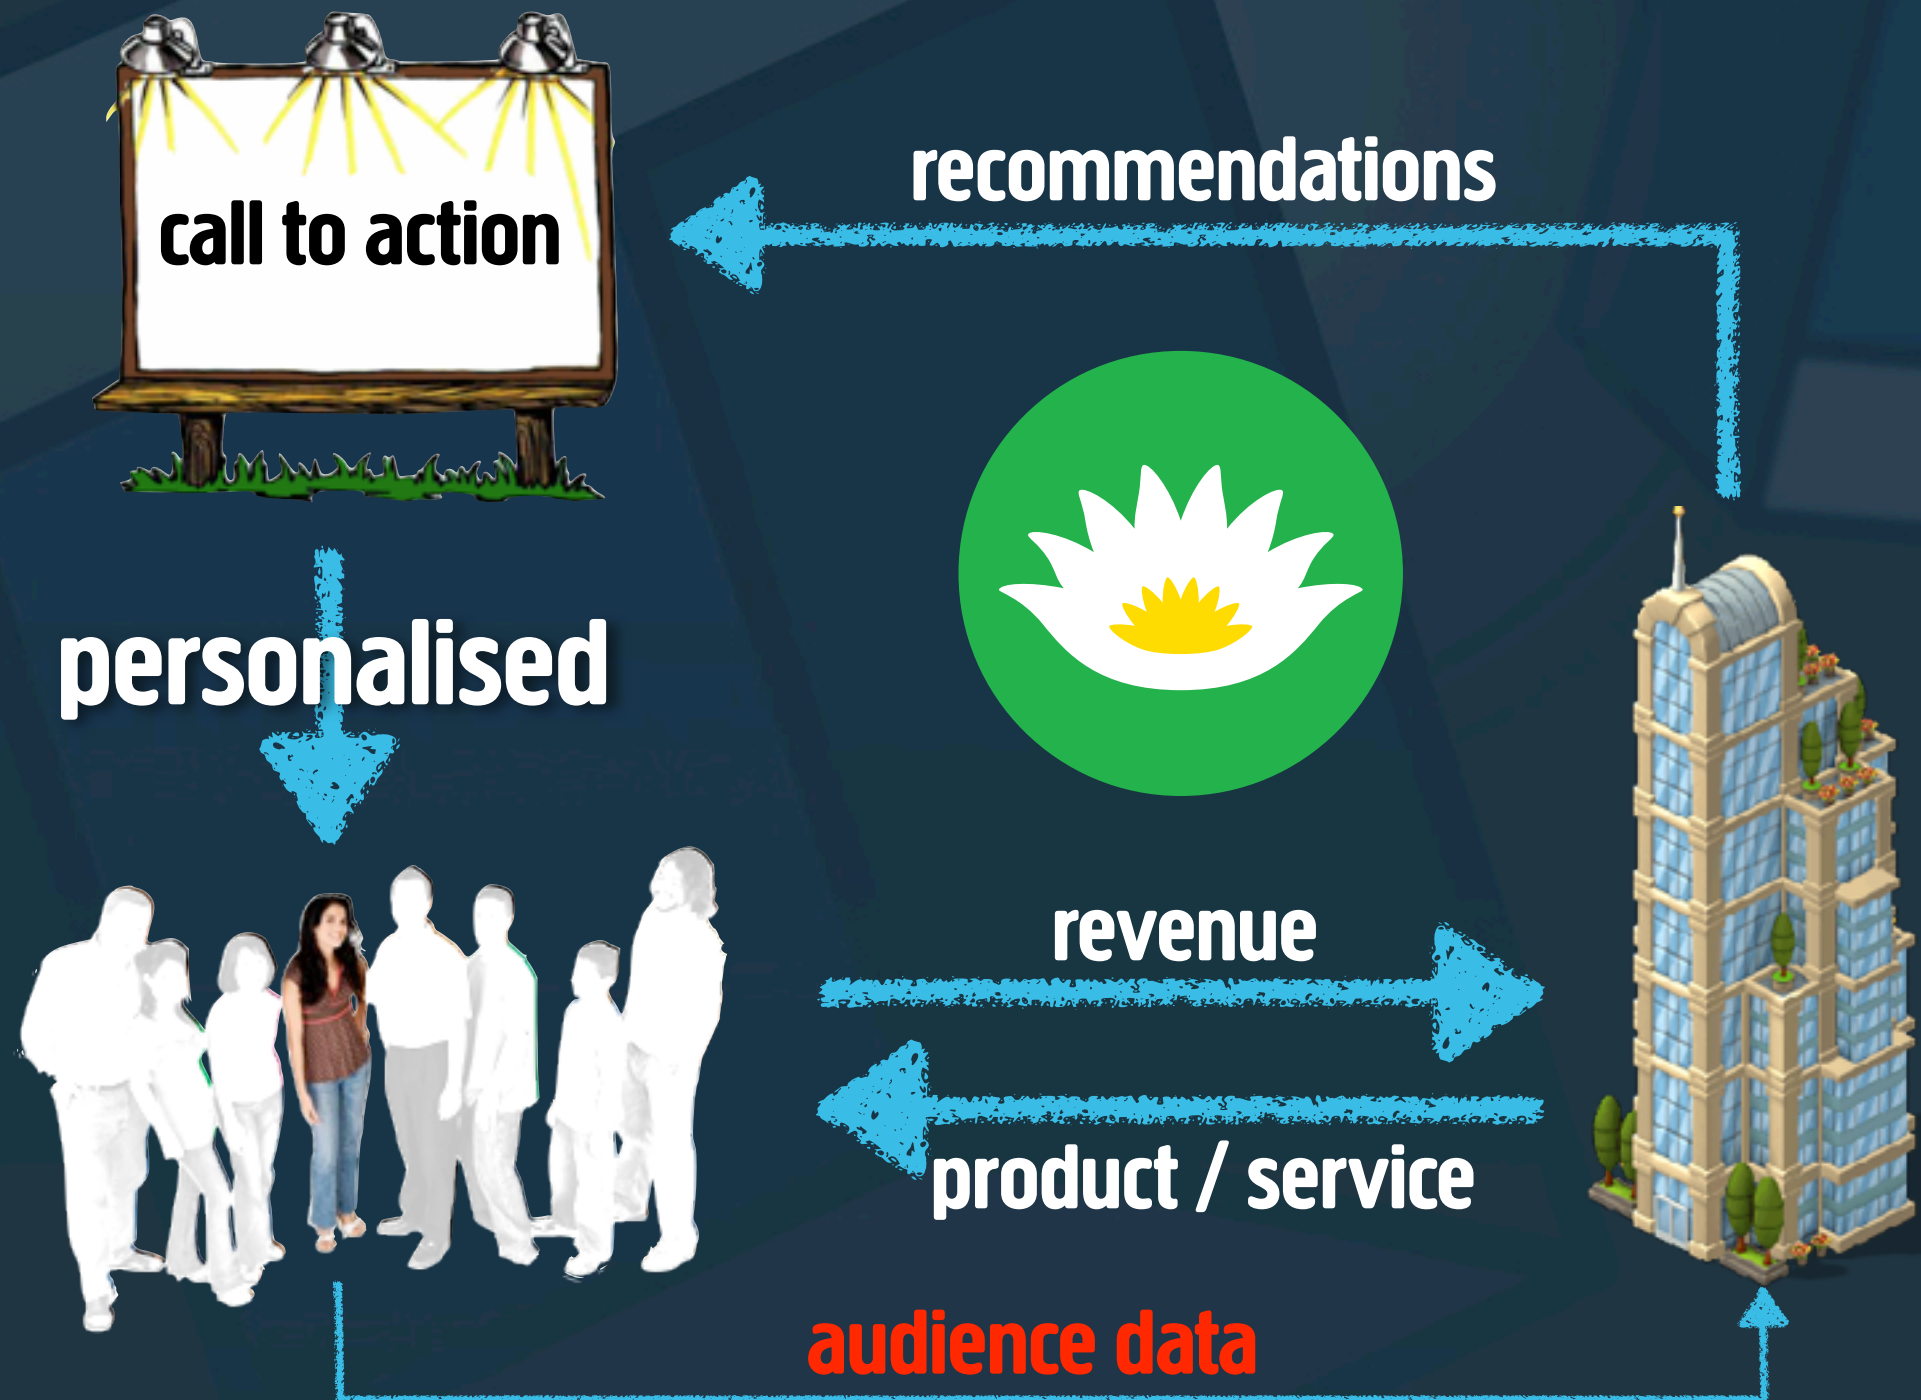 recommendations
call to action
personalised
revenue
product / service
audience data